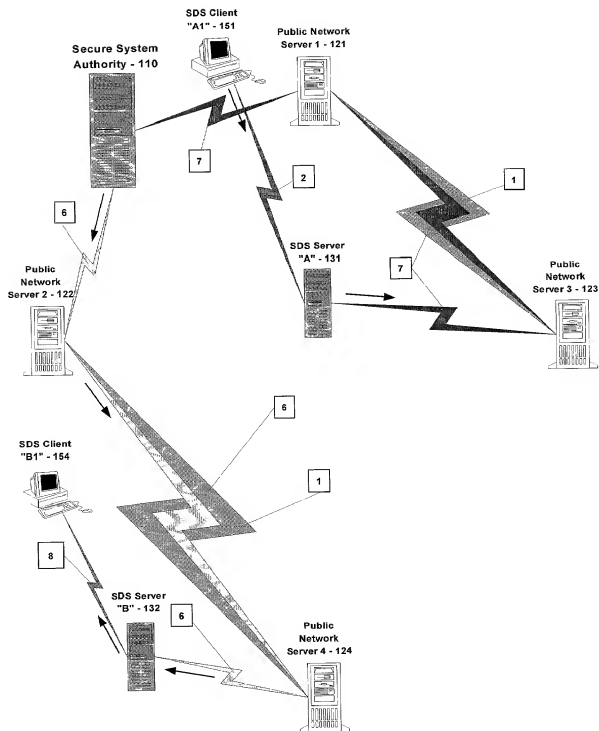 SDS Client
"A1" - 151
Public Network
Server 1 - 121
Secure System
Authority - 110
7
2
1
6
SDS Server
"A" - 131
7
Public
Network
Server 3 - 123
Public
Network
Server 2 - 122
6
SDS Client
"B1" - 154
1
8
SDS Server
"B" - 132
6
Public
Network
Server 4 - 124